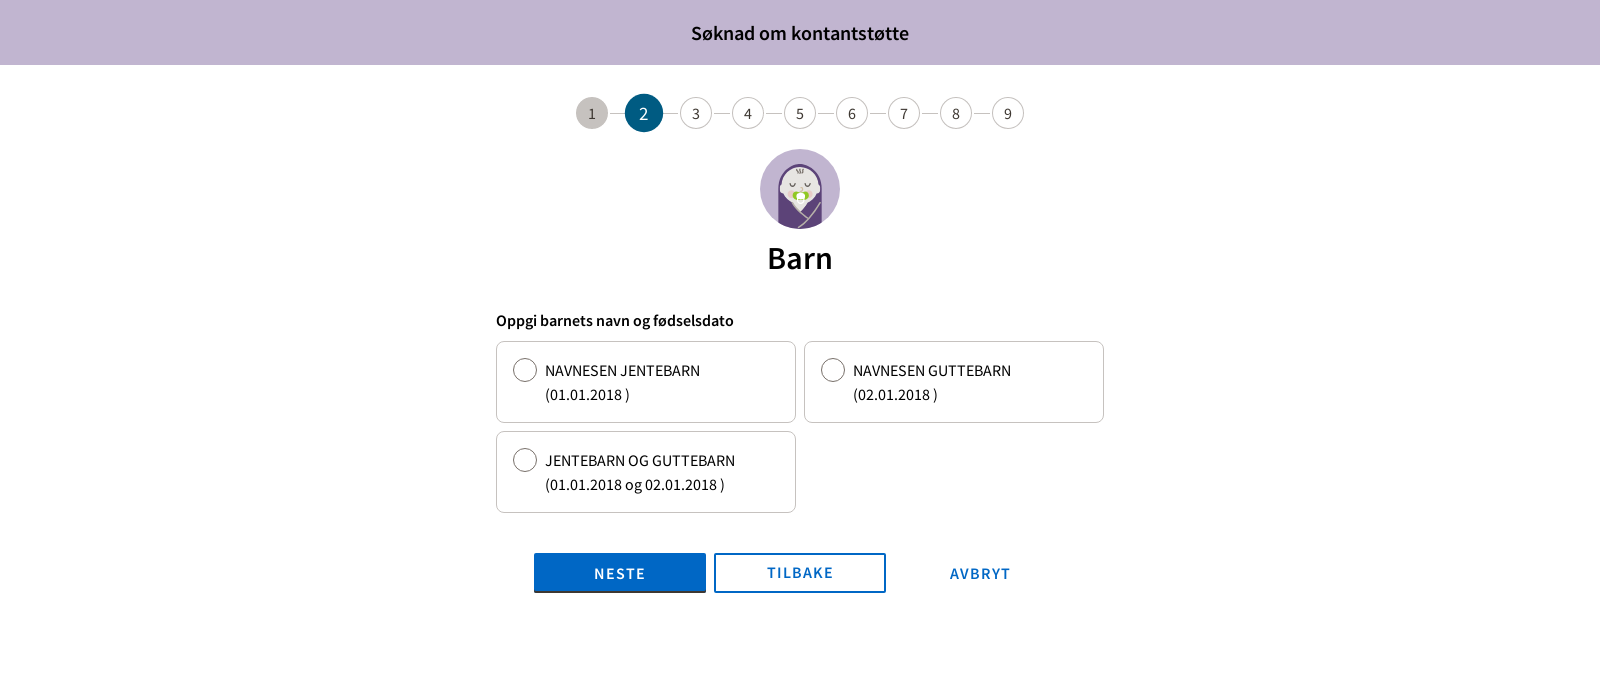 Søknad om kontantstøtte
1 2 3 4 5 6 7 8 9
Barn
Oppgi barnets navn og fødselsdato
NAVNESEN JENTEBARN
(01.01.2018 )
NAVNESEN GUTTEBARN
(02.01.2018 )
JENTEBARN OG GUTTEBARN
(01.01.2018 og 02.01.2018 )
NESTE TILBAKE AVBRYT